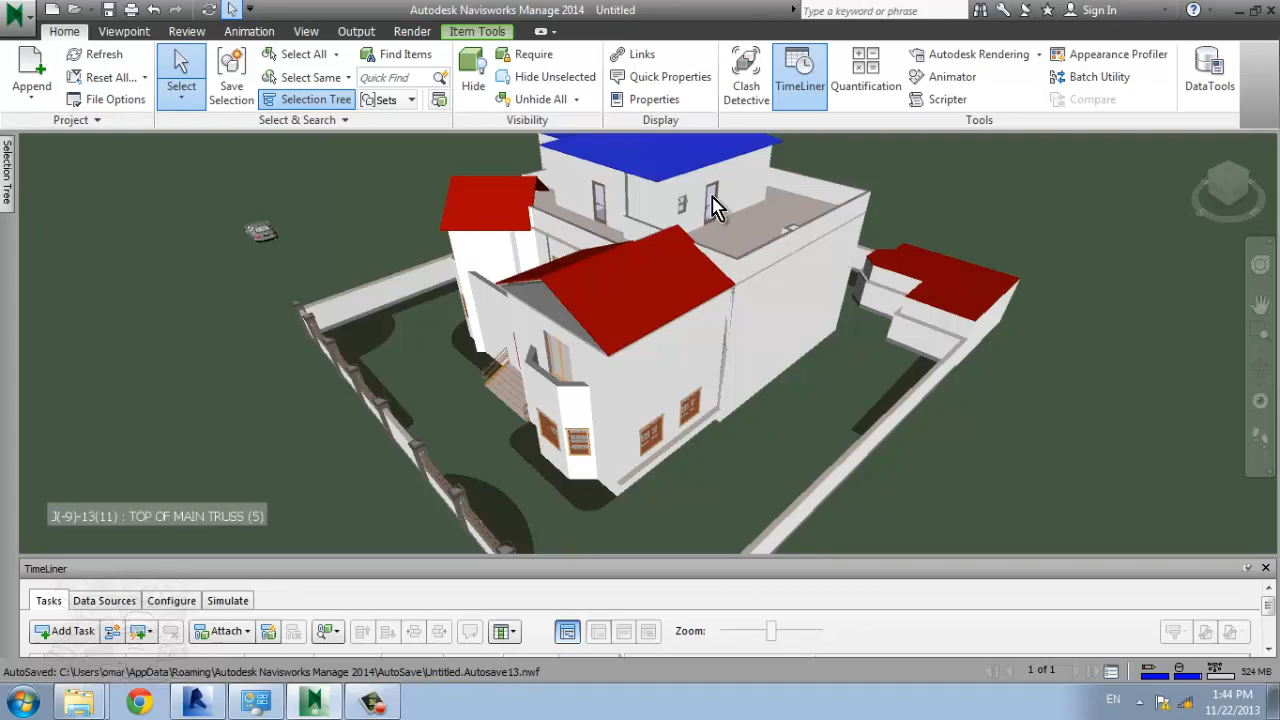 Autodesk Navisworks Manage 2014 Untitled
Type a keyword or phrase
Sign In
Home Viewpoint Review Animation View Output Render Item Tools
Append
Refresh
Reset All...
File Options
Project
Select
Save Selection
Select All
Select Same
Selection Tree
Find Items
Quick Find
Sets
Select & Search
Hide
Require
Hide Unselected
Unhide All
Visibility
Links
Quick Properties
Properties
Display
Clash Detective
TimeLiner
Quantification
Autodesk Rendering
Animator
Scripter
Appearance Profiler
Batch Utility
Compare
Tools
DataTools
Selection Tree
J(-9)-13(11) : TOP OF MAIN TRUSS (5)
TimeLiner
Tasks Data Sources Configure Simulate
Add Task Attach Zoom:
AutoSaved: C:\Users\omar\AppData\Roaming\Autodesk Navisworks Manage 2014\AutoSave\Untitled.Autosave13.nwf
1 of 1
524 MB
EN
1:44 PM
11/22/2013